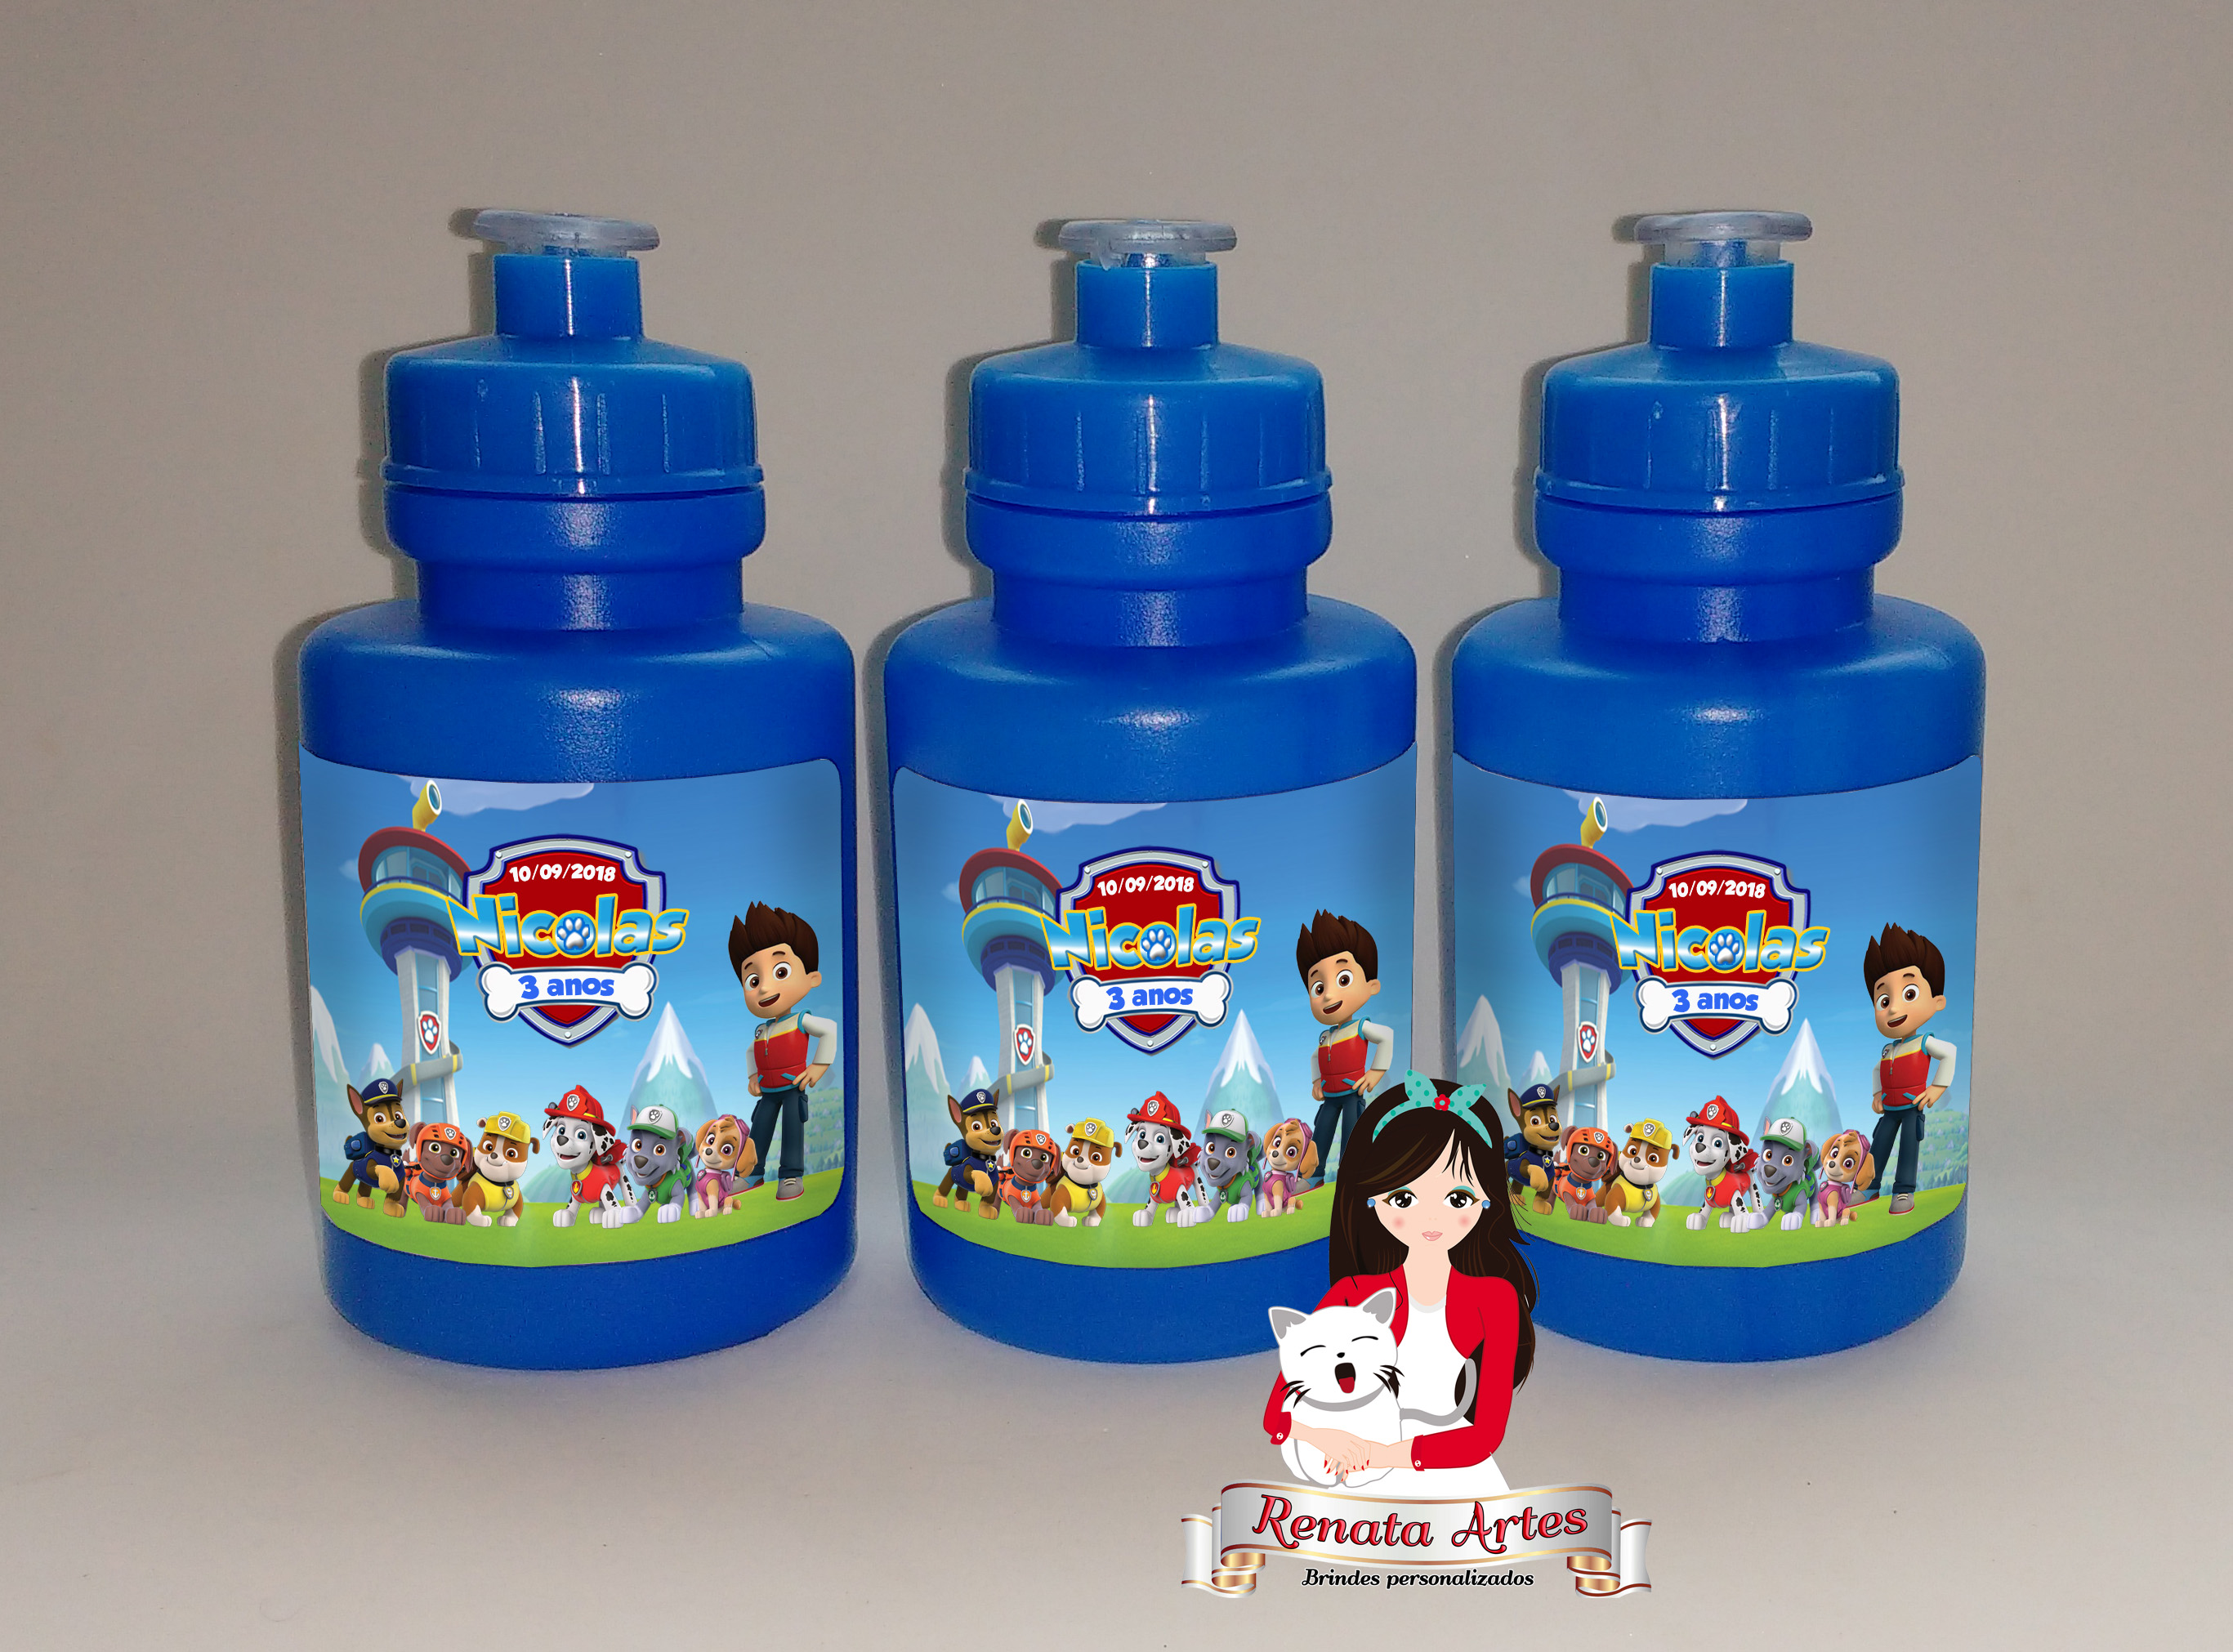 10/09/2018
Nicolas
3 anos
10/09/2018
Nicolas
3 anos
10/09/2018
Nicolas
3 anos
Renata Artes
Brindes personalizados